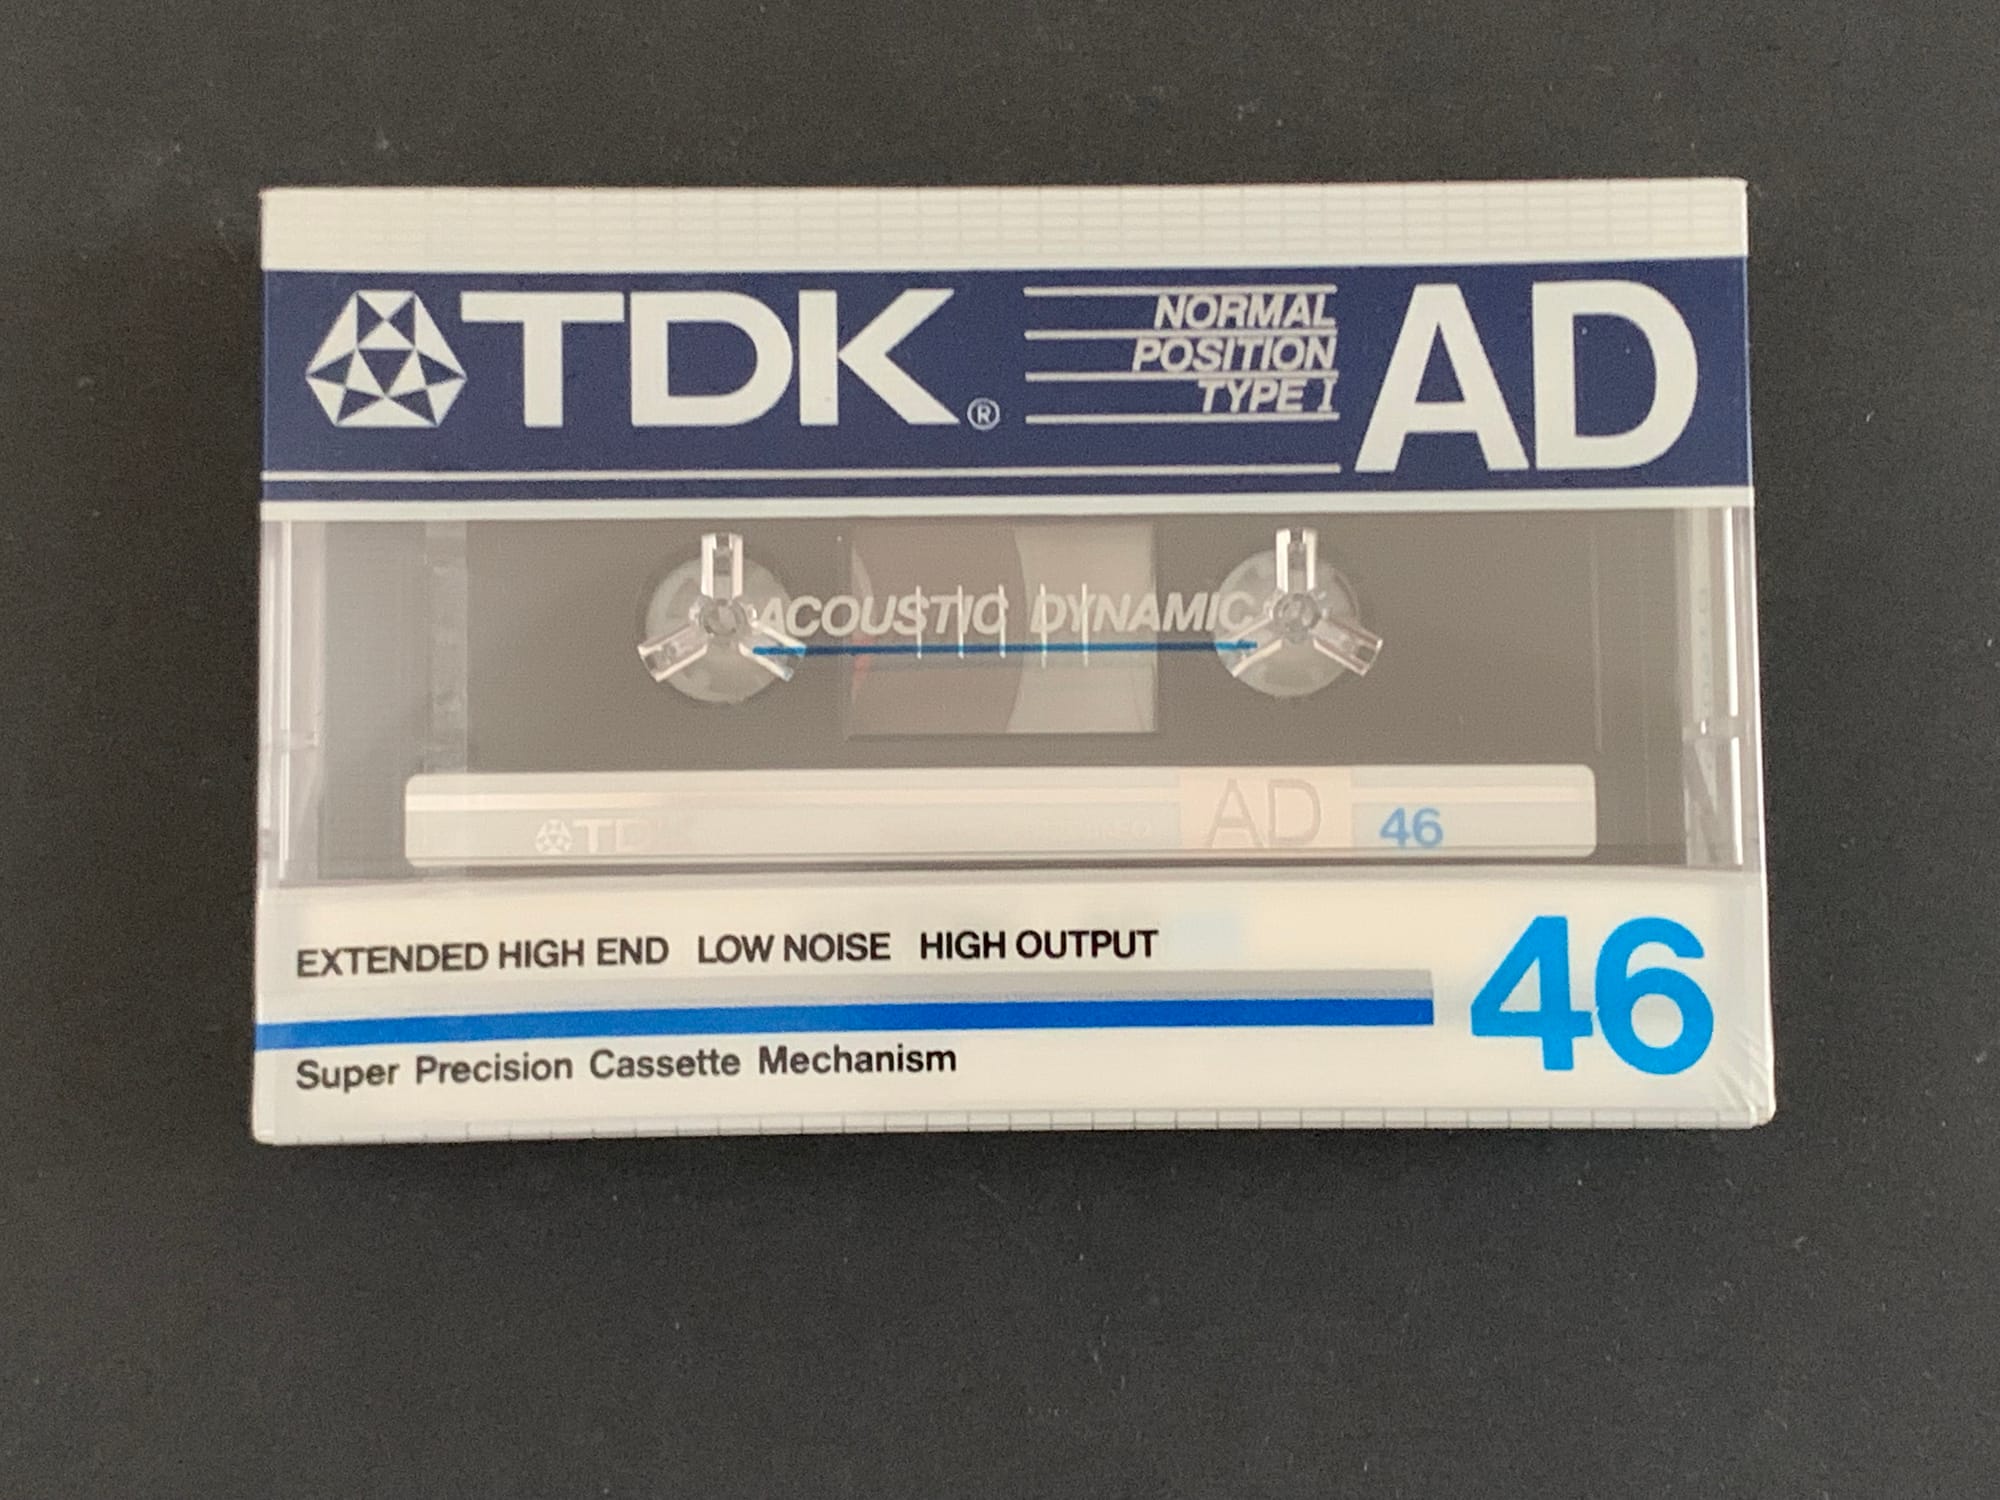 TDK®
NORMAL
POSITION
TYPE I
AD
ACOUSTIC DYNAMIC
TDK
AD
46
EXTENDED HIGH END LOW NOISE HIGH OUTPUT
46
Super Precision Cassette Mechanism